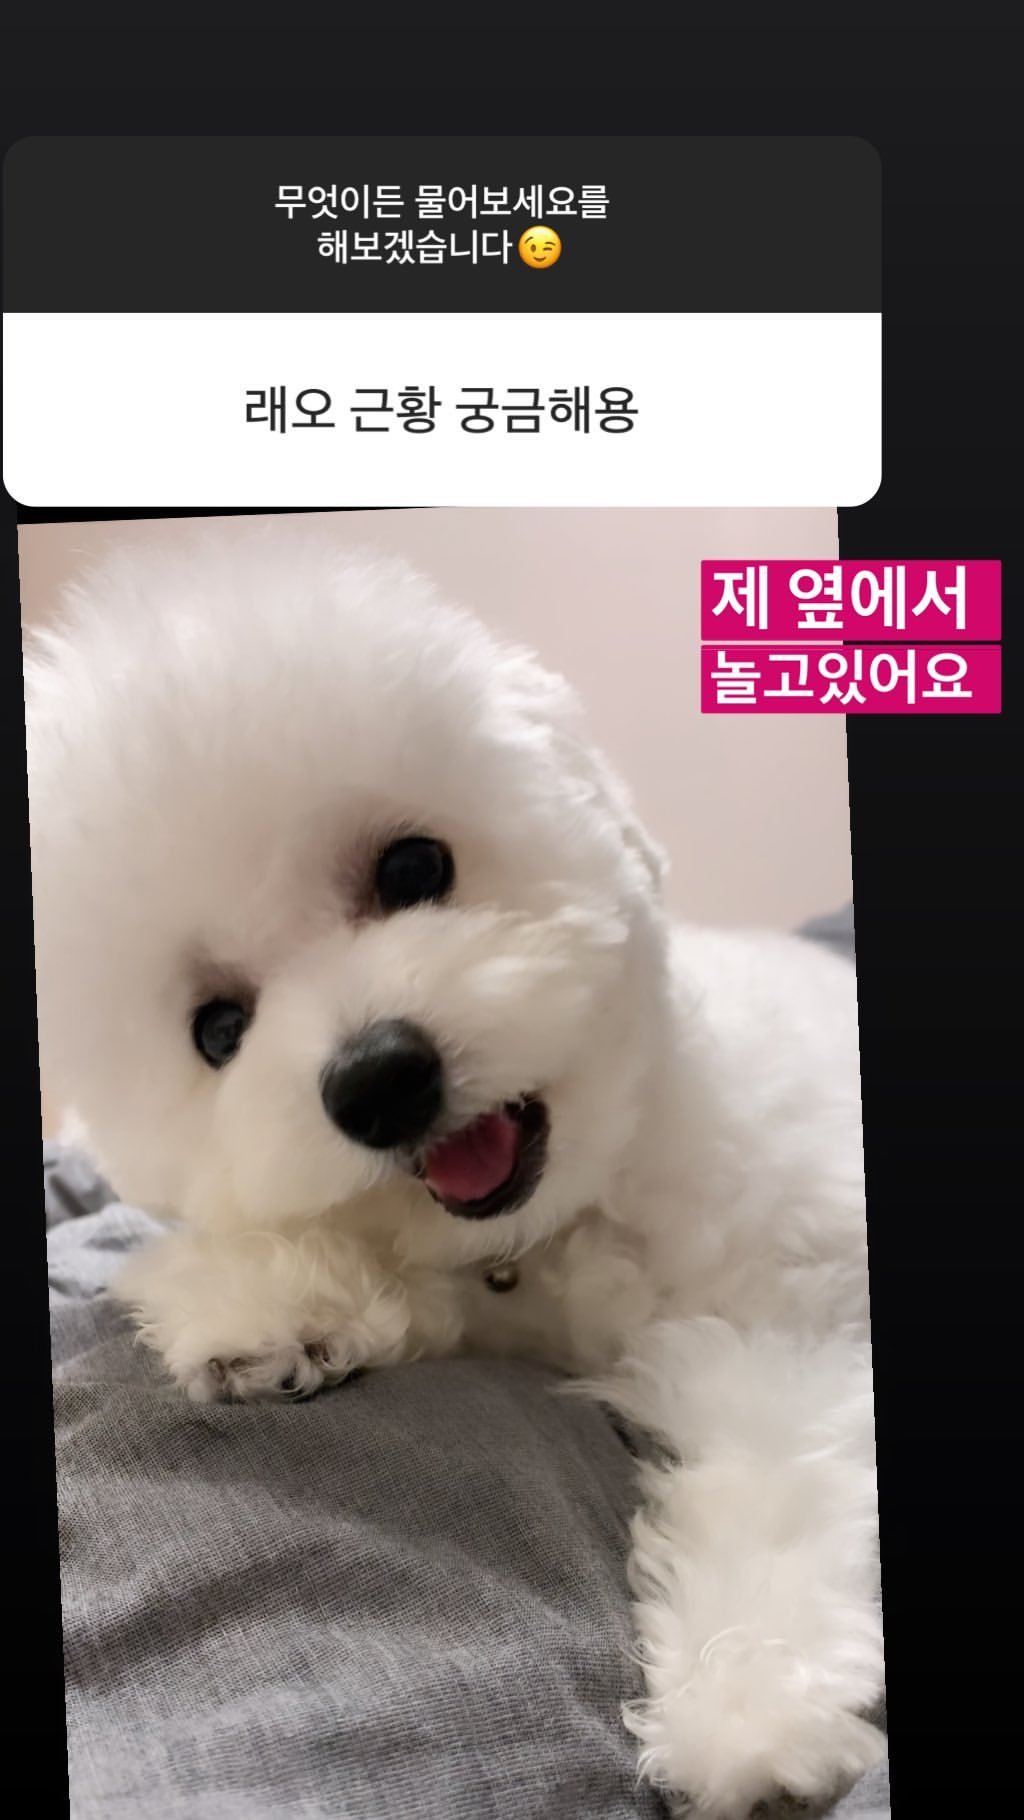 무엇이든 물어보세요를
해보겠습니다😉
래오 근황 궁금해용
제 옆에서
놀고있어요